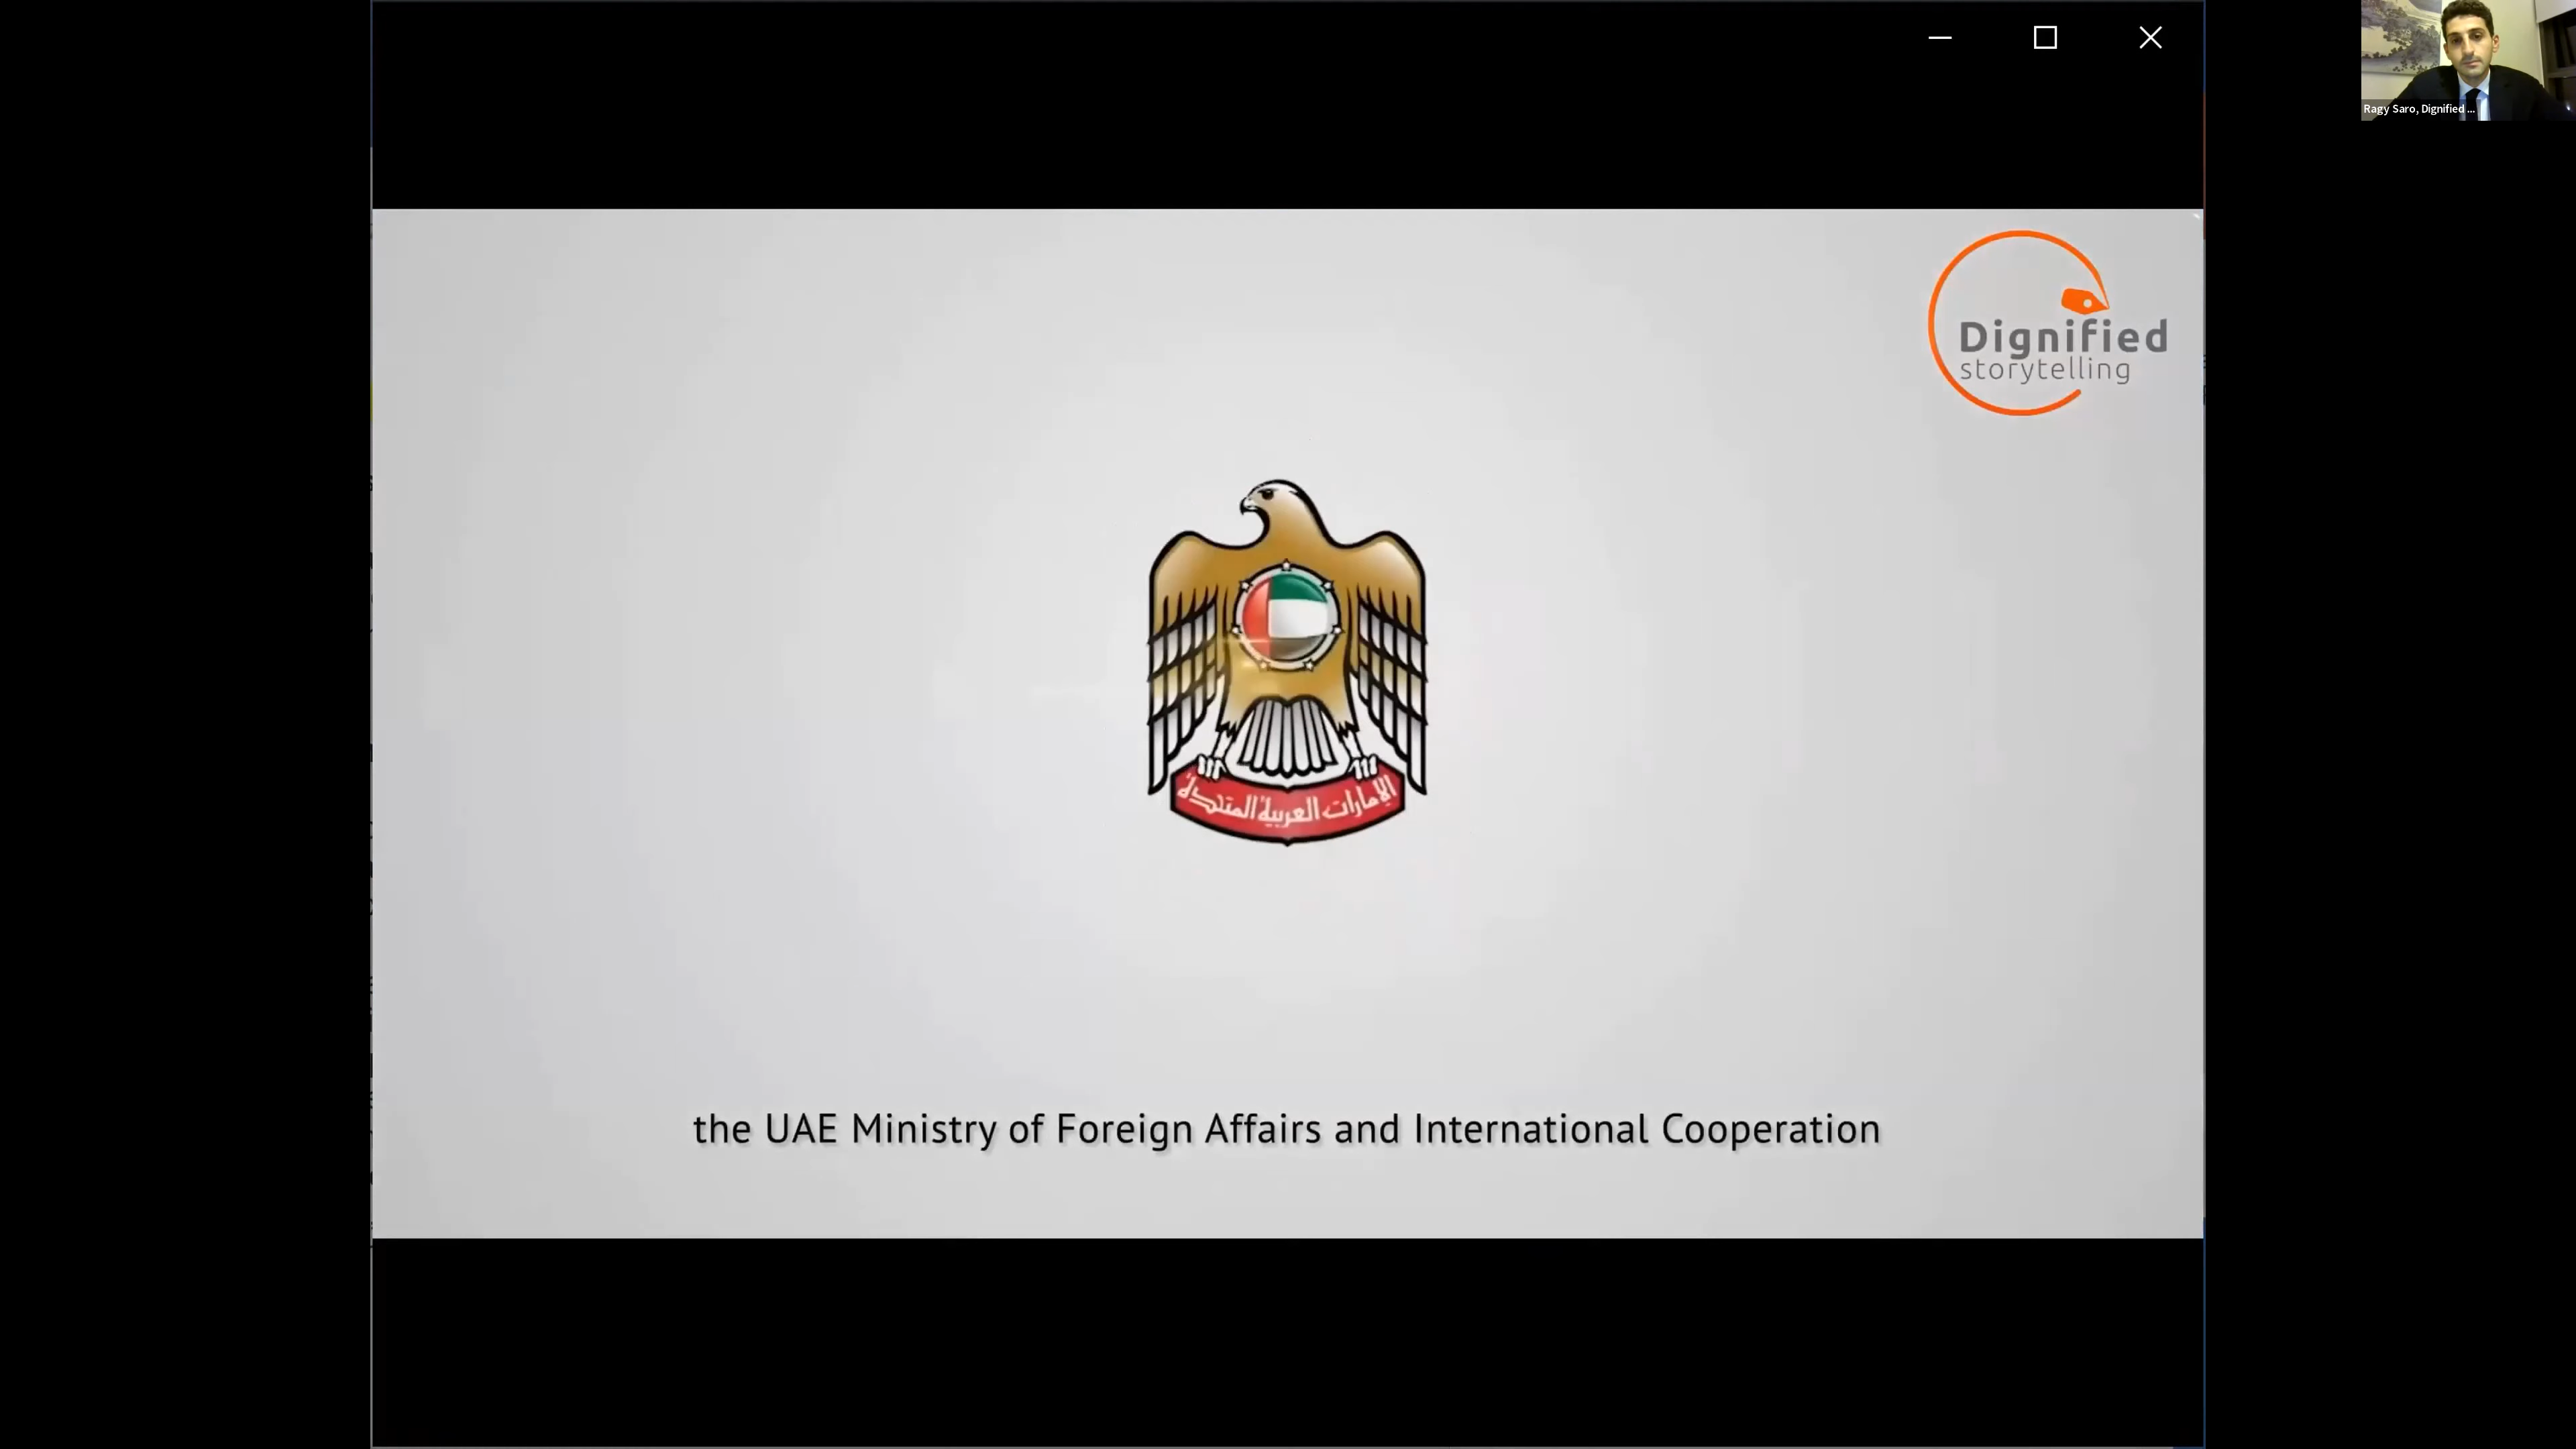 Ragy Saro, Dignified ...
Dignified
storytelling
الإمارات العربية المتحدة
the UAE Ministry of Foreign Affairs and International Cooperation